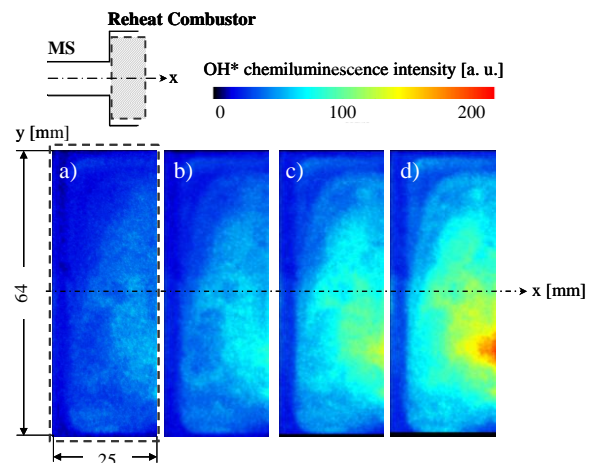 Reheat Combustor
MS
x
OH* chemiluminescence intensity [a. u.]
0 100 200
y [mm]
a) b) c) d)
64
x [mm]
25